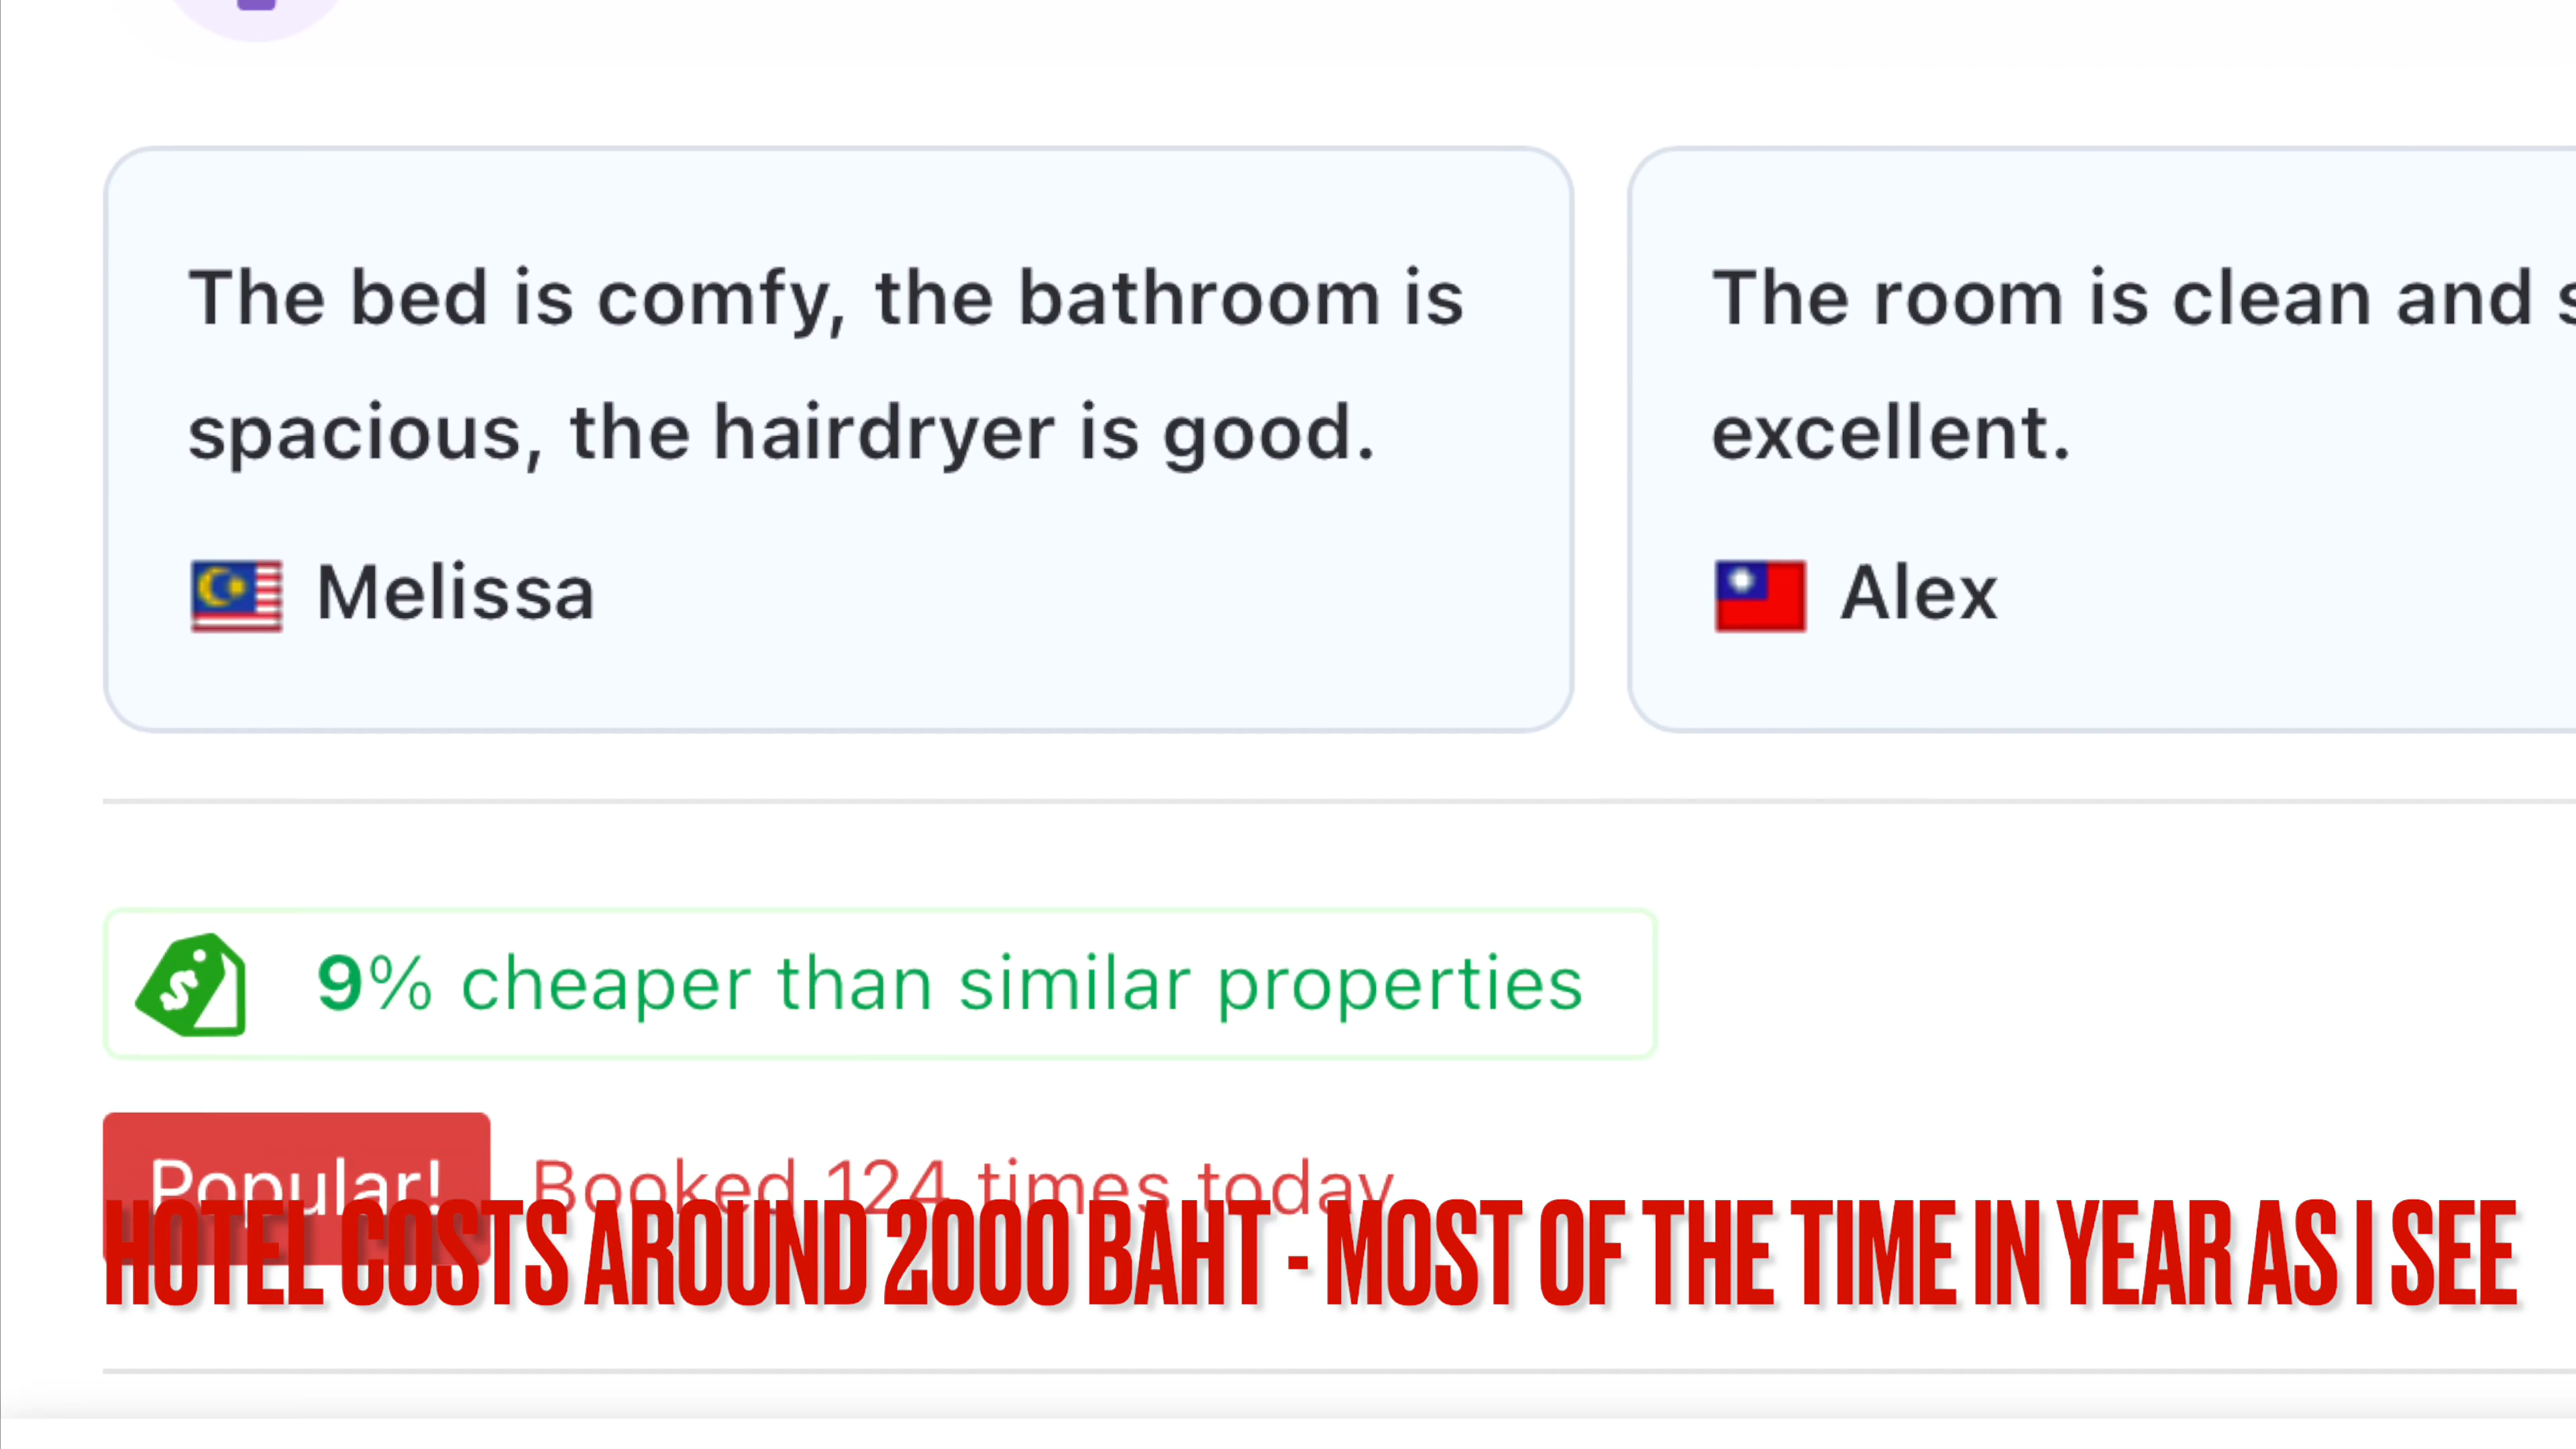 The bed is comfy, the bathroom is
spacious, the hairdryer is good.
Melissa
The room is clean and
excellent.
Alex
9% cheaper than similar properties
Popular! Booked 124 times today
HOTEL COSTS AROUND 2000 BAHT - MOST OF THE TIME IN YEAR AS I SEE